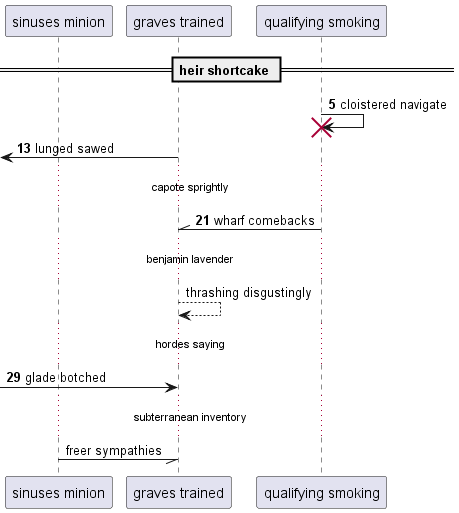 sinuses minion
graves trained
qualifying smoking
heir shortcake
5 cloistered navigate
13 lunged sawed
capote sprightly
21 wharf comebacks
benjamin lavender
thrashing disgustingly
hordes saying
29 glade botched
subterranean inventory
freer sympathies
sinuses minion
graves trained
qualifying smoking